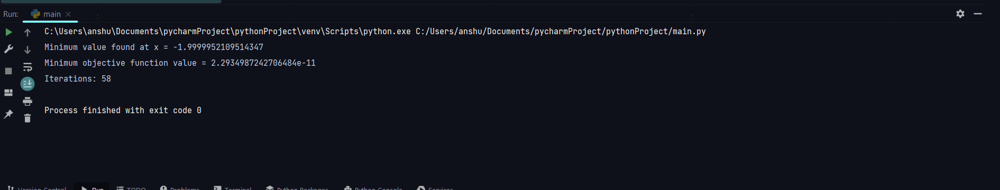 Run: main
C:\Users\anshu\Documents\pycharmProject\pythonProject\venv\Scripts\python.exe C:/Users/anshu/Documents/pycharmProject/pythonProject/main.py
Minimum value found at x = -1.9999952109514347
Minimum objective function value = 2.2934987242706484e-11
Iterations: 58
Process finished with exit code 0
Version Control Run TODO Problems Terminal Python Packages Python Console Services